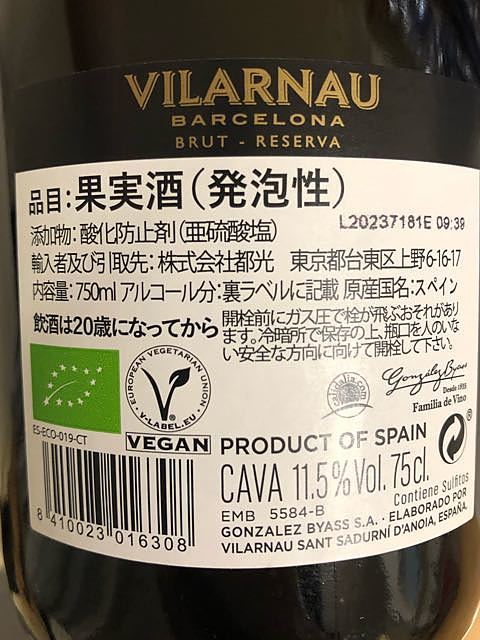 VILARNAU
BARCELONA
BRUT - RESERVA
品目:果実酒(発泡性)
L20237181E 09:39
添加物:酸化防止剤(亜硫酸塩)
輸入者及び引取先:株式会社都光 東京都台東区上野6-16-17
内容量:750ml アルコール分:裏ラベルに記載 原産国名:スペイン
飲酒は20歳になってから
開栓前にガス圧で栓が飛ぶおそれがあり
ます。冷暗所で保存の上、瓶口を人のいな
い安全な方向に向けて開栓して下さい。
EUROPEAN VEGETARIAN UNION
V-LABEL.EU
VEGAN
ES-ECO-019-CT
González Byass
Desde 1835
Familia de Vino
PRODUCT OF SPAIN
CAVA 11.5%Vol. 75cl.
Contiene Sulfitos
EMB 5584-B
GONZALEZ BYASS S.A. · ELABORADO POR
VILARNAU SANT SADURNÍ D'ANOIA, ESPAÑA.
8 410023 016308